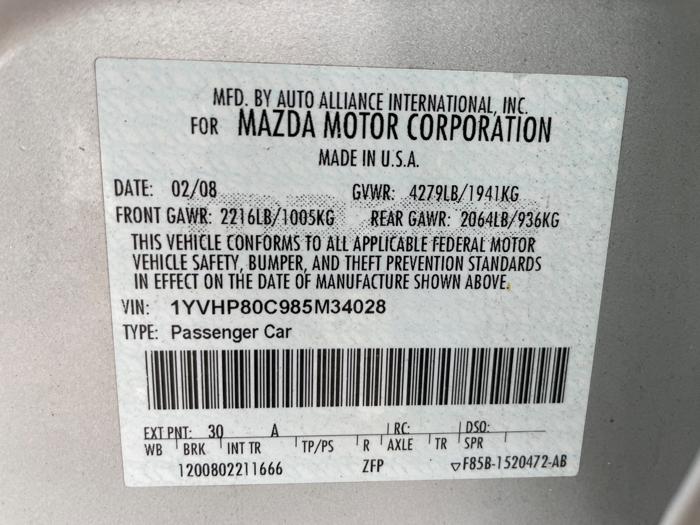 MFD. BY AUTO ALLIANCE INTERNATIONAL, INC.
FOR MAZDA MOTOR CORPORATION
MADE IN U.S.A.
DATE: 02/08 GVWR: 4279LB/1941KG
FRONT GAWR: 2216LB/1005KG REAR GAWR: 2064LB/936KG
THIS VEHICLE CONFORMS TO ALL APPLICABLE FEDERAL MOTOR
VEHICLE SAFETY, BUMPER, AND THEFT PREVENTION STANDARDS
IN EFFECT ON THE DATE OF MANUFACTURE SHOWN ABOVE.
VIN: 1YVHP80C985M34028
TYPE: Passenger Car
EXT PNT: 30 A RC: DSO:
WB BRK INT TR TP/PS R AXLE TR SPR
1200802211666 ZFP ▽F85B-1520472-AB